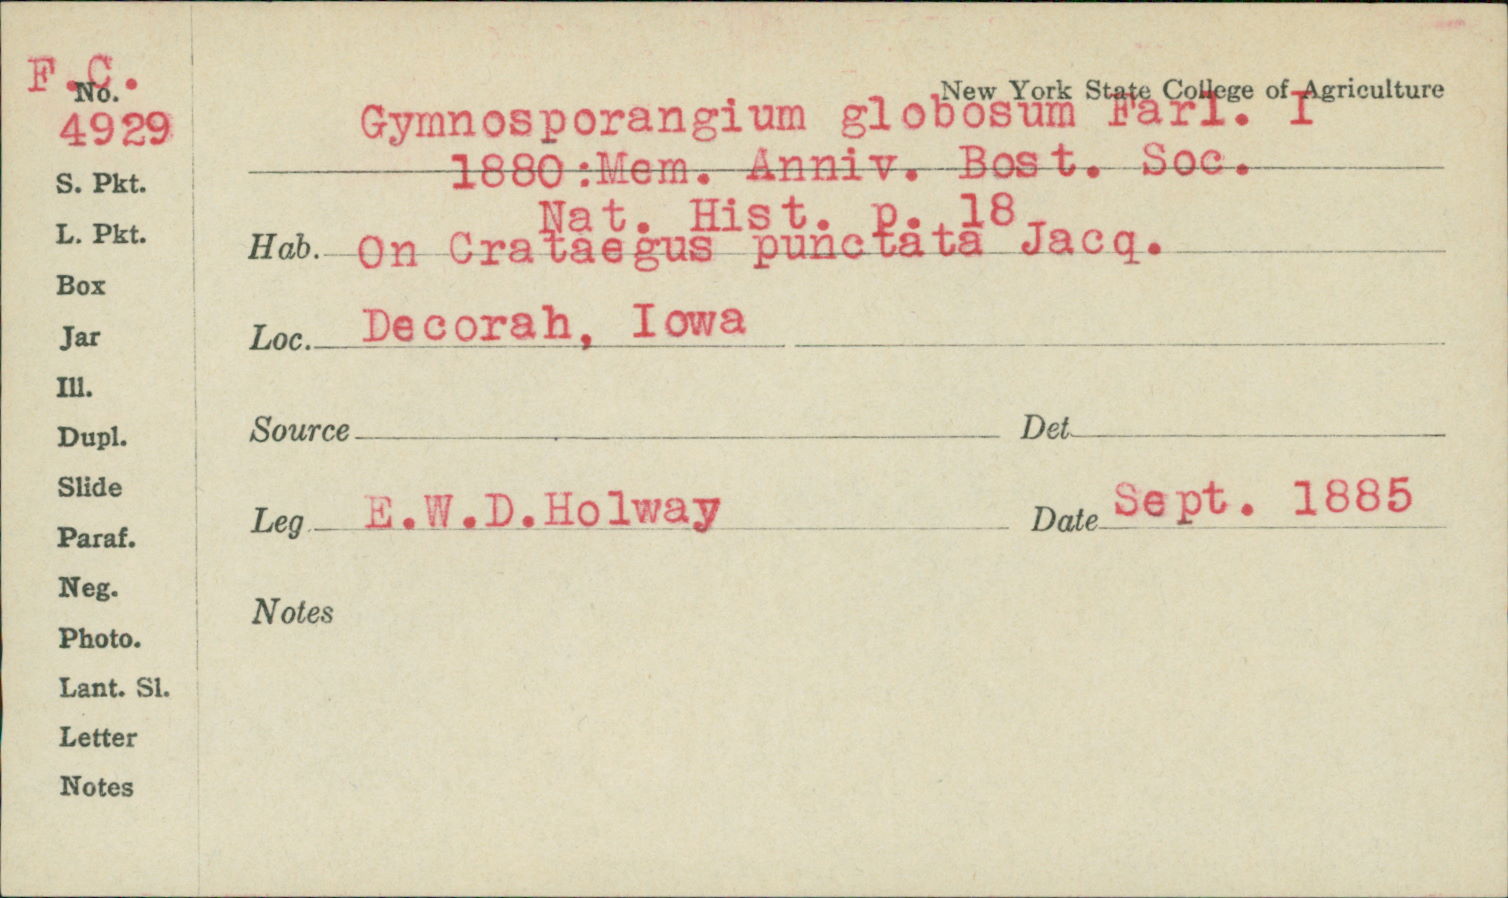 F.C.
No.
4929
S. Pkt.
L. Pkt.
Box
Jar
Ill.
Dupl.
Slide
Paraf.
Neg.
Photo.
Lant. Sl.
Letter
Notes
New York State College of Agriculture
Gymnosporangium globosum Farl. I
1880:Mem. Anniv. Bost. Soc.
Nat. Hist. p. 18
Hab. On Crataegus punctata Jacq.
Loc. Decorah, Iowa
Source Det.
Leg. E.W.D.Holway Date Sept. 1885
Notes